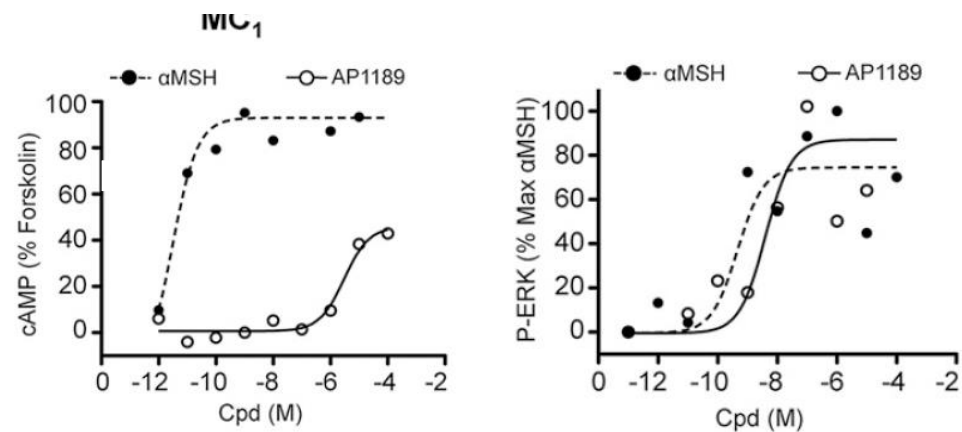 MC1
αMSH AP1189
100
80
60
40
20
0
cAMP (% Forskolin)
0 -12 -10 -8 -6 -4 -2
Cpd (M)
αMSH AP1189
100
80
60
40
20
0
P-ERK (% Max αMSH)
0 -12 -10 -8 -6 -4 -2
Cpd (M)